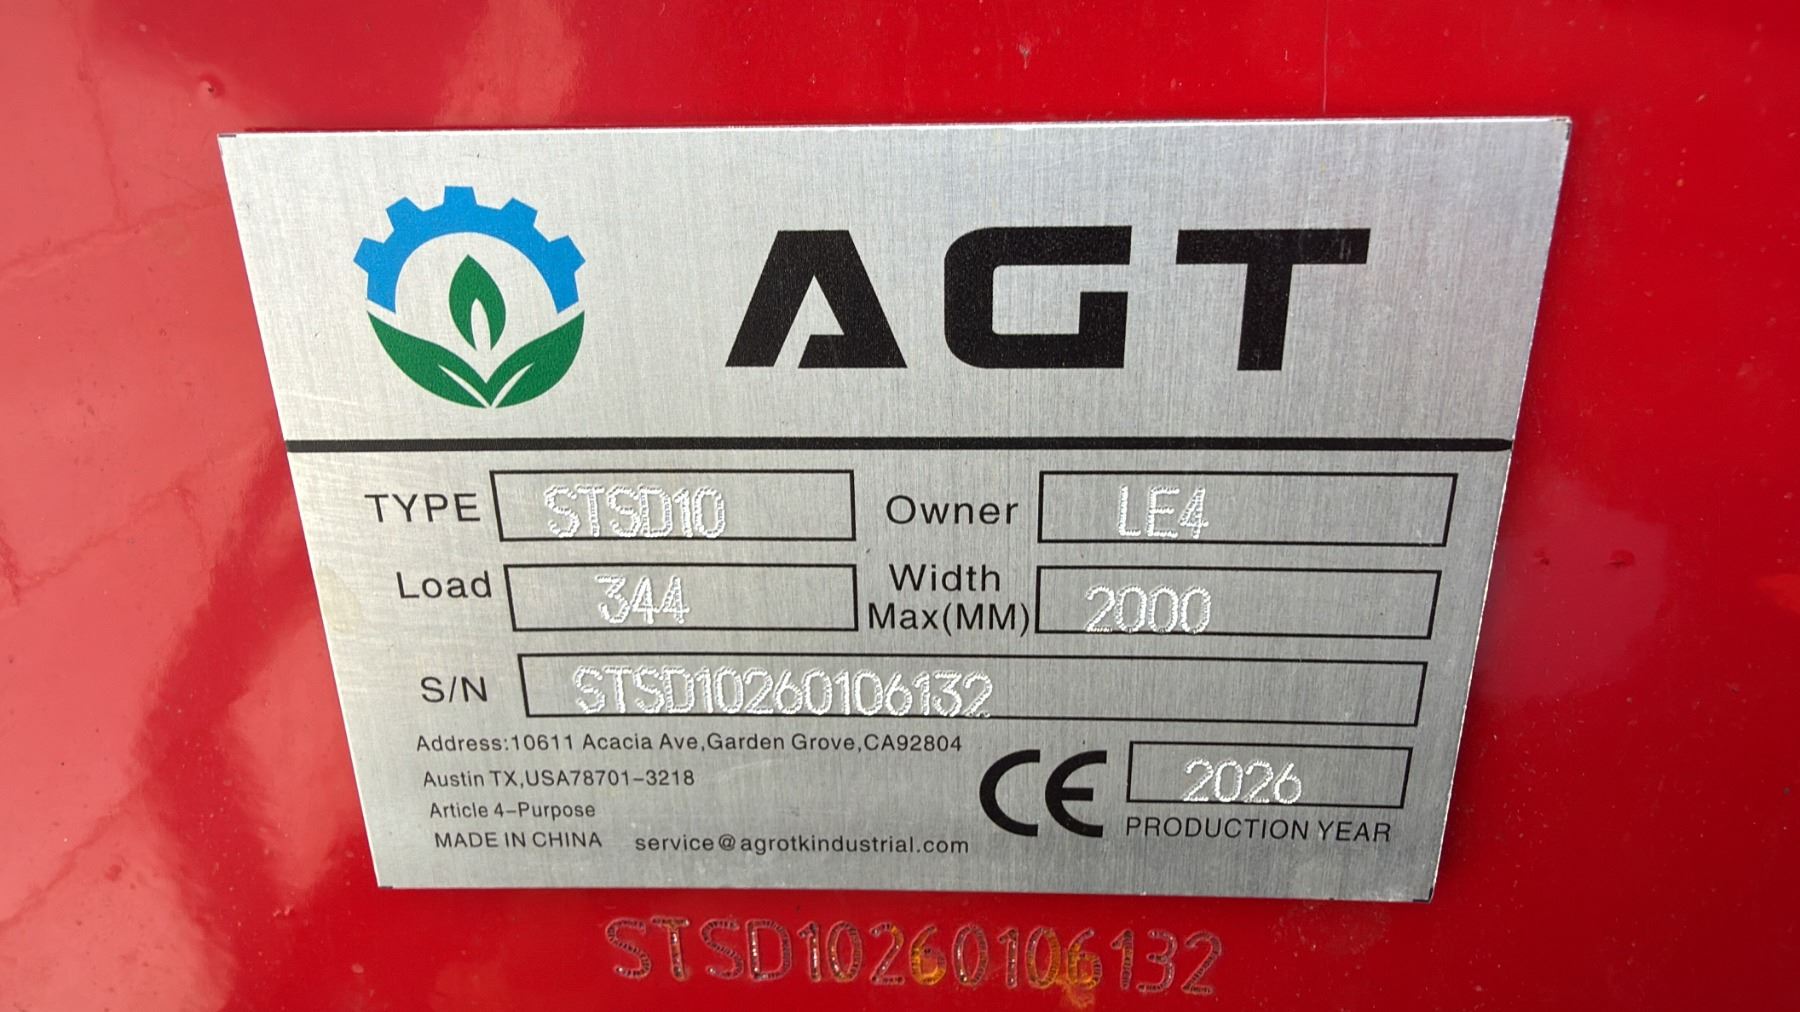 AGT
TYPE STSD10 Owner LE4
Load 344 Width Max(MM) 2000
S/N STSD10260106132
Address:10611 Acacia Ave,Garden Grove,CA92804
Austin TX,USA78701-3218
Article 4-Purpose
MADE IN CHINA service@agrotkindustrial.com
CE 2026
PRODUCTION YEAR
STSD10260106132